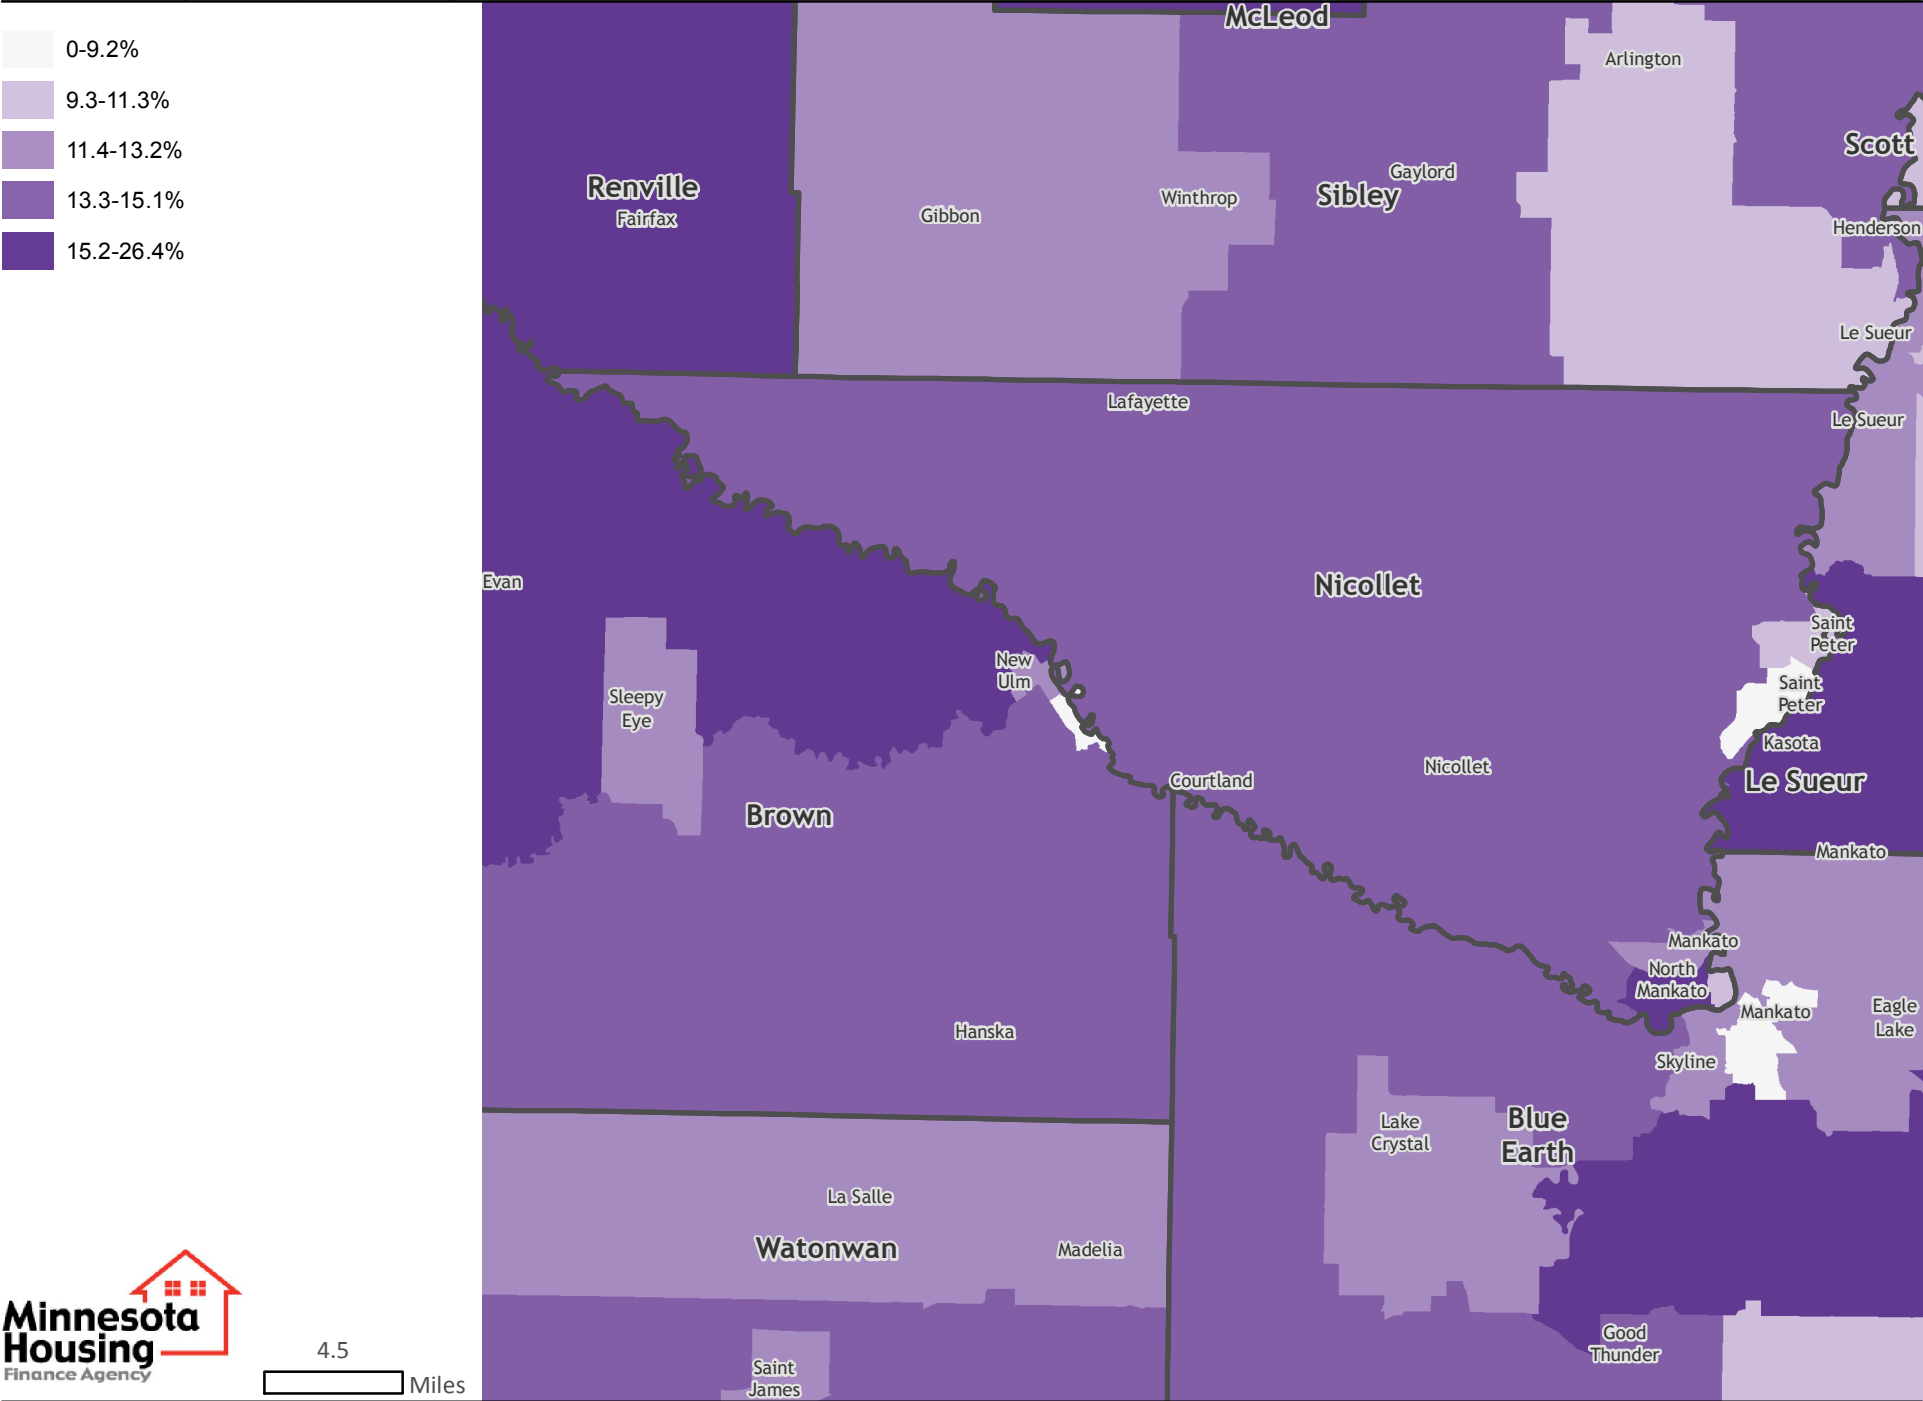 0-9.2%
9.3-11.3%
11.4-13.2%
13.3-15.1%
15.2-26.4%
McLeod
Arlington
Scott
Renville
Fairfax
Gibbon
Winthrop
Sibley
Gaylord
Henderson
Le Sueur
Lafayette
Le Sueur
Evan
Nicollet
Saint
Peter
New
Ulm
Sleepy
Eye
Saint
Peter
Kasota
Nicollet
Courtland
Le Sueur
Brown
Mankato
Mankato
North
Mankato
Mankato
Eagle
Lake
Hanska
Skyline
Lake
Crystal
Blue
Earth
La Salle
Watonwan
Madelia
Good
Thunder
Saint
James
Minnesota
Housing
Finance Agency
4.5
Miles